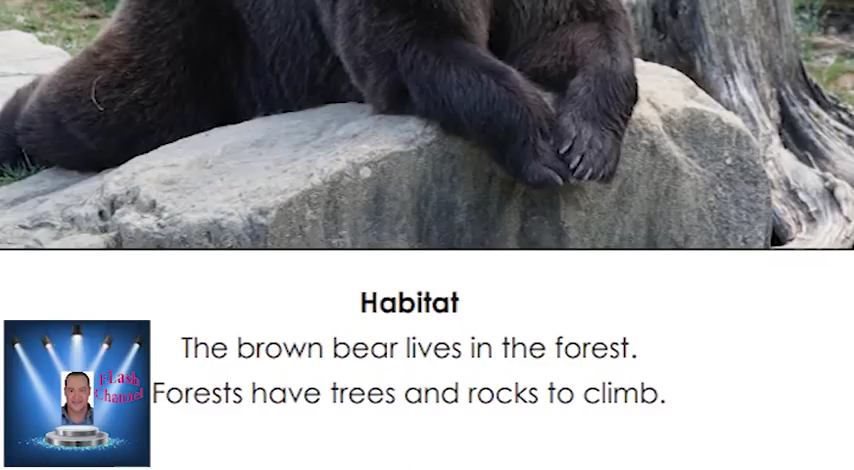 Habitat
The brown bear lives in the forest.
FLash
Channel
Forests have trees and rocks to climb.